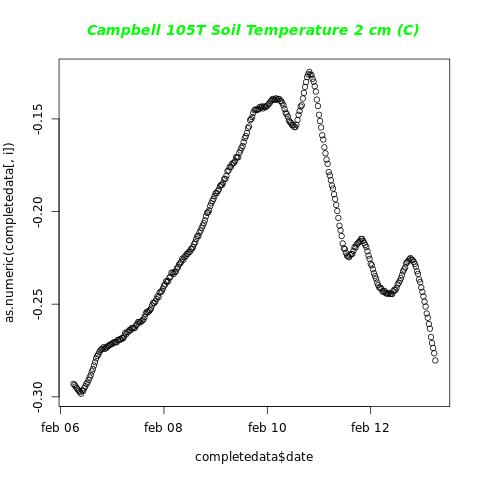 Campbell 105T Soil Temperature 2 cm (C)
as.numeric(completedata[, i])
-0.15
-0.20
-0.25
-0.30
feb 06 feb 08 feb 10 feb 12
completedata$date